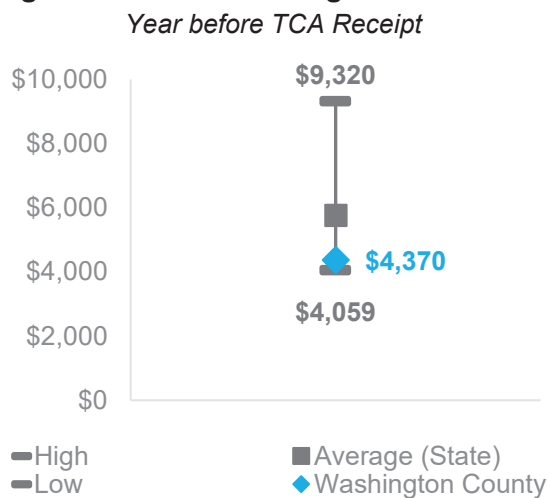 Year before TCA Receipt
$10,000
$9,320
$8,000
$6,000
$4,370
$4,000
$4,059
$2,000
$0
High
Average (State)
Low
Washington County